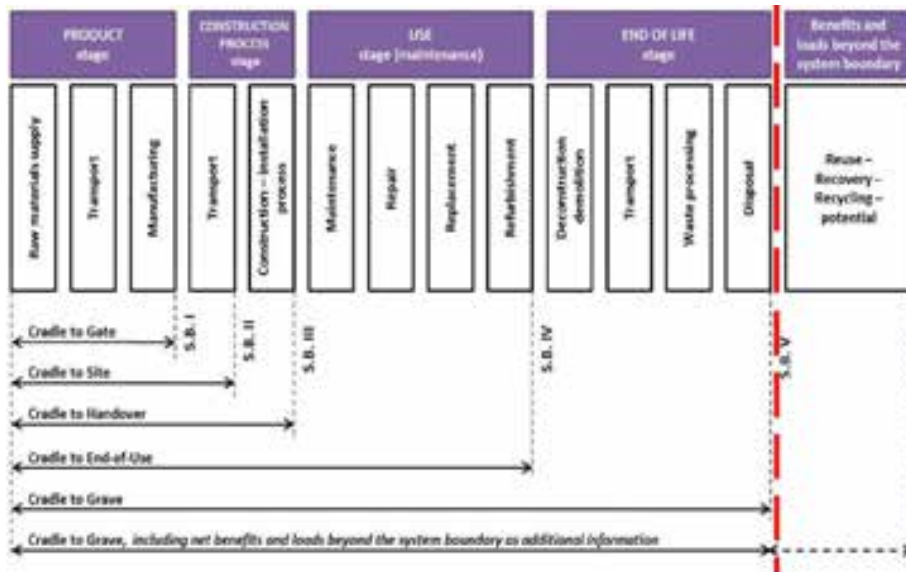 PRODUCT
stage
CONSTRUCTION
PROCESS
stage
USE
stage (maintenance)
END OF LIFE
stage
Benefits and
loads beyond the
system boundary
Raw materials supply
Transport
Manufacturing
Transport
Construction – installation
process
Maintenance
Repair
Replacement
Refurbishment
Deconstruction
demolition
Transport
Waste processing
Disposal
Reuse –
Recovery –
Recycling –
potential
S.B. I
S.B. II
S.B. III
S.B. IV
S.B. V
Cradle to Gate
Cradle to Site
Cradle to Handover
Cradle to End-of-Use
Cradle to Grave
Cradle to Grave, including net benefits and loads beyond the system boundary as additional information